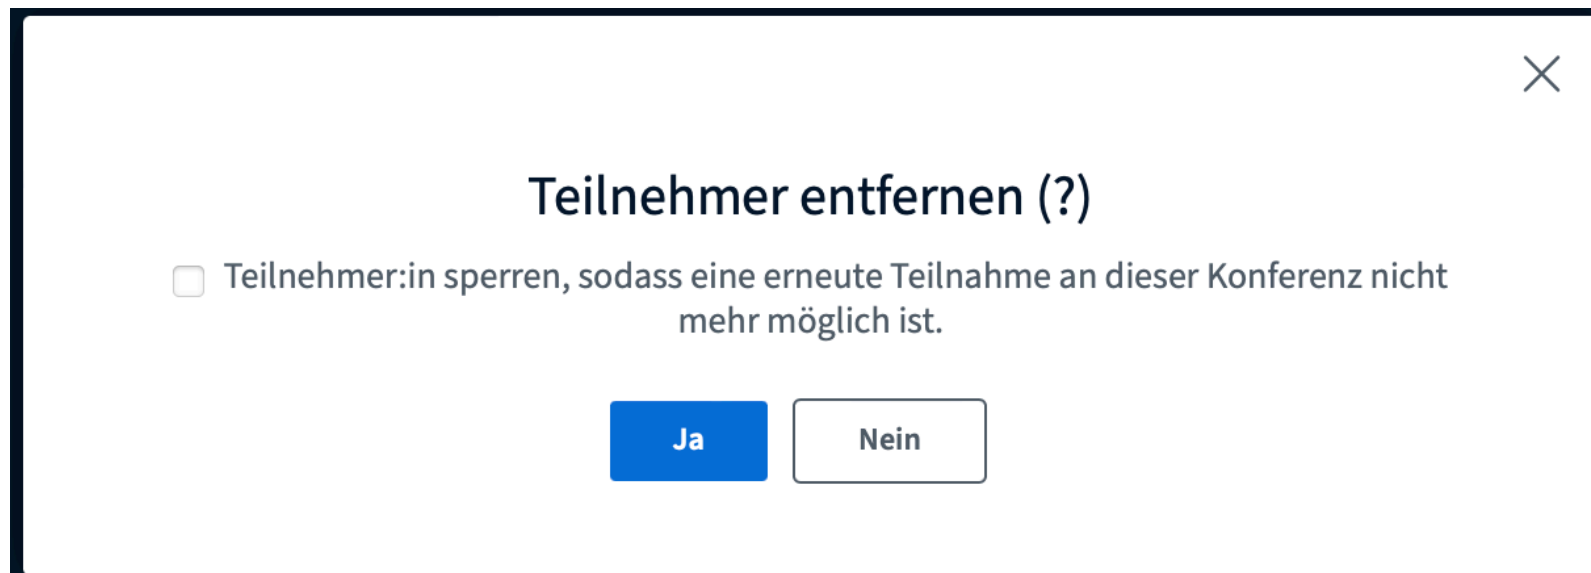 Teilnehmer entfernen (?)
Teilnehmer:in sperren, sodass eine erneute Teilnahme an dieser Konferenz nicht
mehr möglich ist.
Ja
Nein